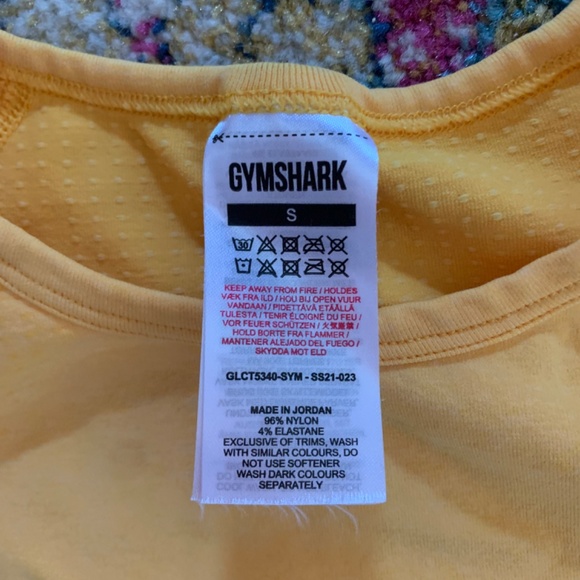 GYMSHARK
S
30
KEEP AWAY FROM FIRE / HOLDES
VÆK FRA ILD / HOU BIJ OPEN VUUR
VANDAAN / PIDETTÄVÄ ETÄÄLLÄ
TULESTA / TENIR ÉLOIGNÉ DU FEU /
VOR FEUER SCHÜTZEN / 火気厳禁 /
HOLD BORTE FRA FLAMMER /
MANTENER ALEJADO DEL FUEGO /
SKYDDA MOT ELD
GLCT5340-SYM - SS21-023
MADE IN JORDAN
96% NYLON
4% ELASTANE
EXCLUSIVE OF TRIMS, WASH
WITH SIMILAR COLOURS, DO
NOT USE SOFTENER
WASH DARK COLOURS
SEPARATELY